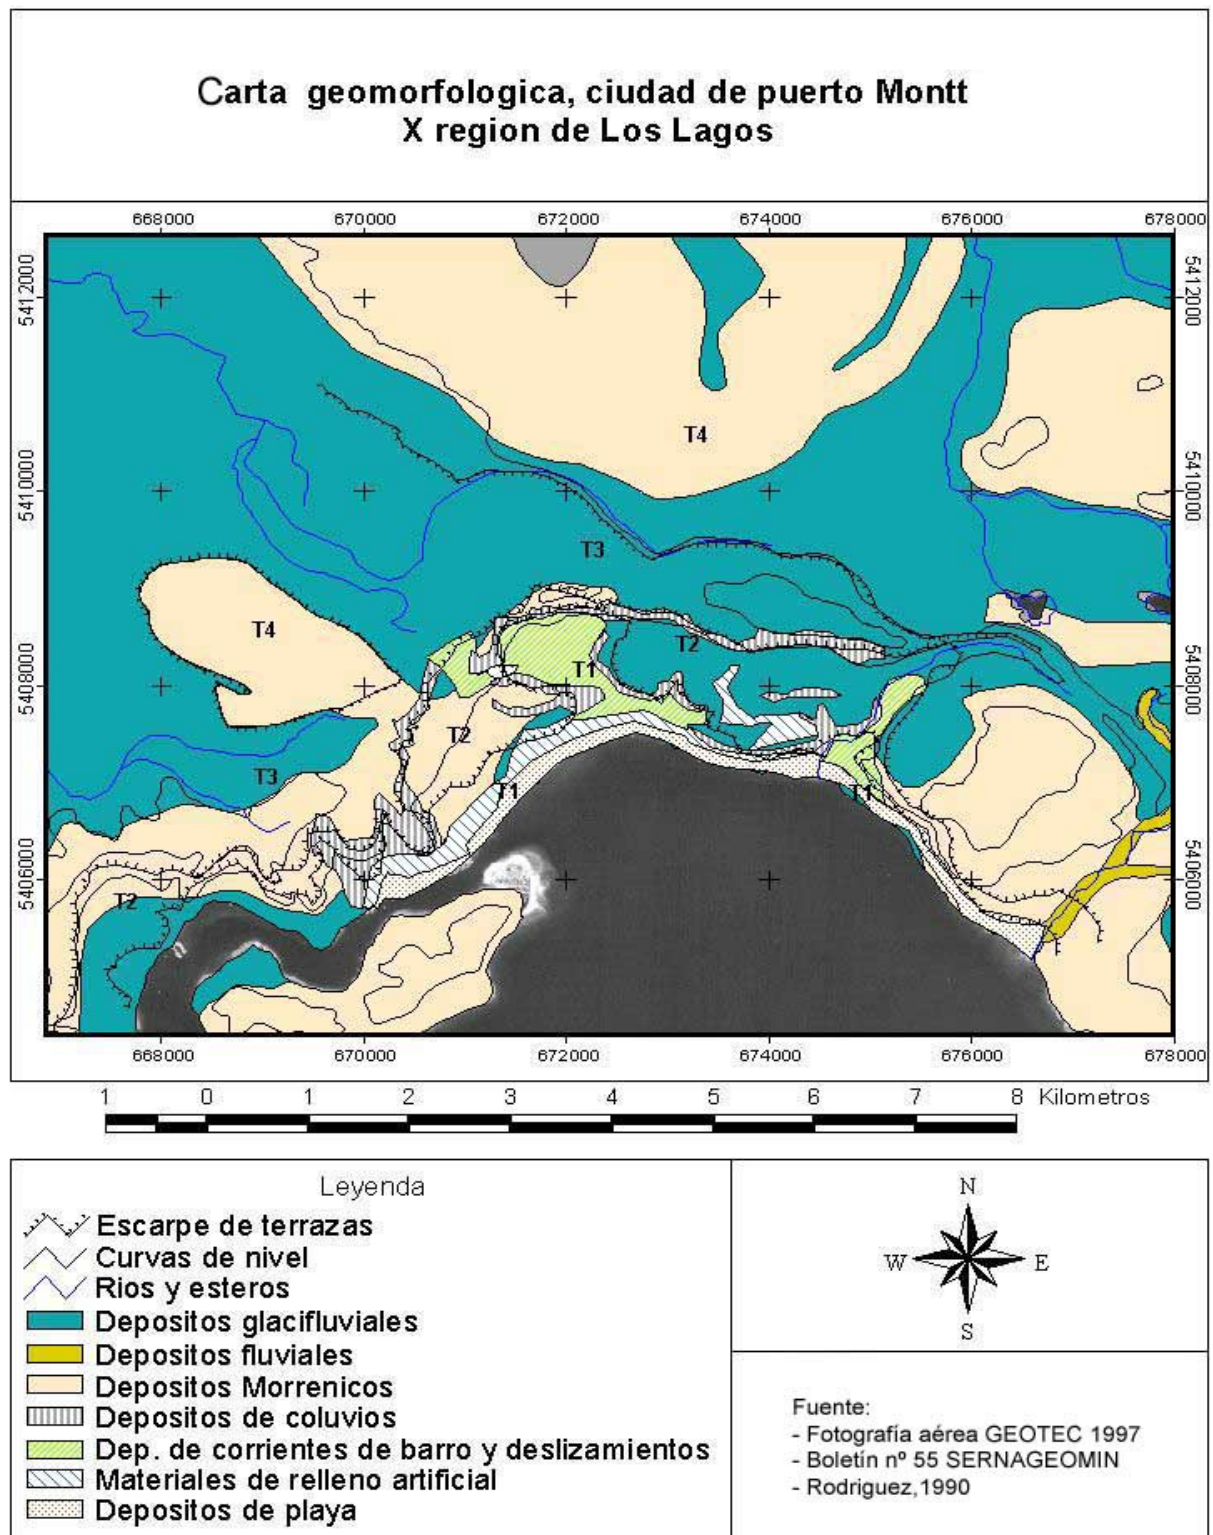 Carta geomorfologica, ciudad de puerto Montt
X region de Los Lagos
668000 670000 672000 674000 676000 678000
5412000 5412000
T4
5410000 5410000
T3
T4
T2
T1
5408000 5408000
T2
T3
T1 T1
5406000 5406000
T2
668000 670000 672000 674000 676000 678000
1 0 1 2 3 4 5 6 7 8 Kilometros
Leyenda
Escarpe de terrazas
Curvas de nivel
Rios y esteros
Depositos glacifluviales
Depositos fluviales
Depositos Morrenicos
Depositos de coluvios
Dep. de corrientes de barro y deslizamientos
Materiales de relleno artificial
Depositos de playa
N
W E
S
Fuente:
- Fotografía aérea GEOTEC 1997
- Boletín nº 55 SERNAGEOMIN
- Rodriguez,1990